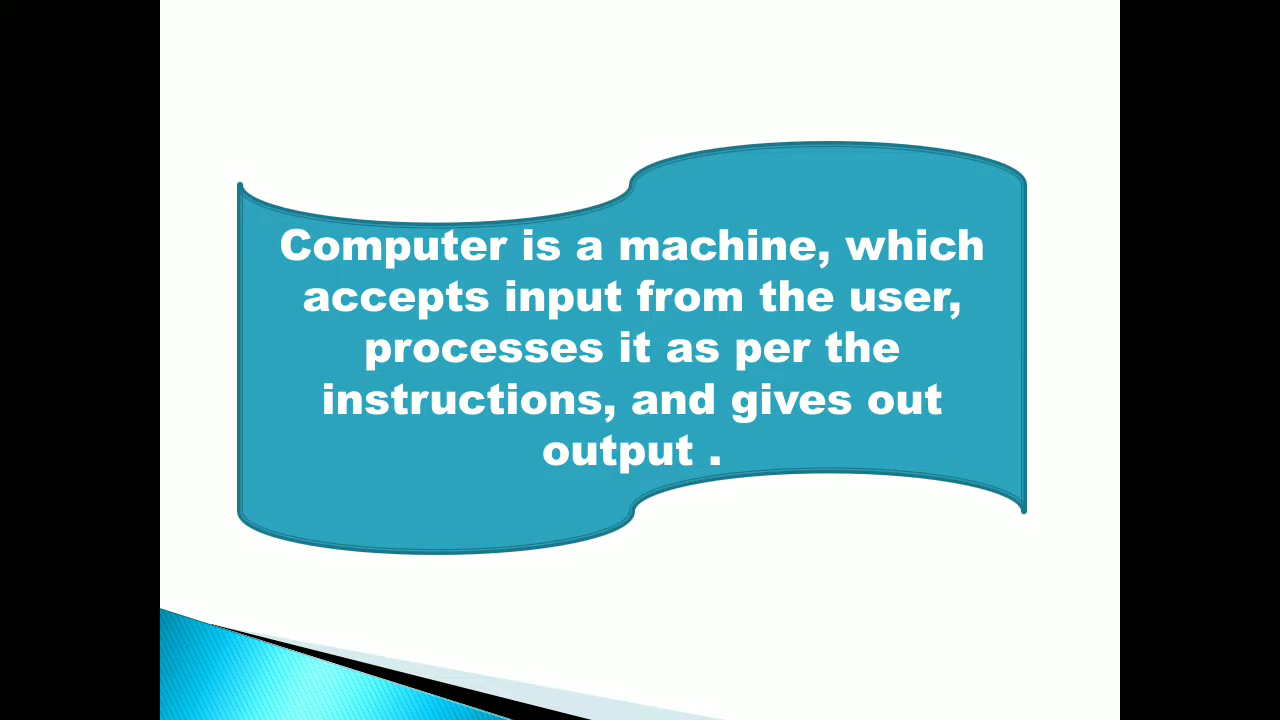 Computer is a machine, which
accepts input from the user,
processes it as per the
instructions, and gives out
output .